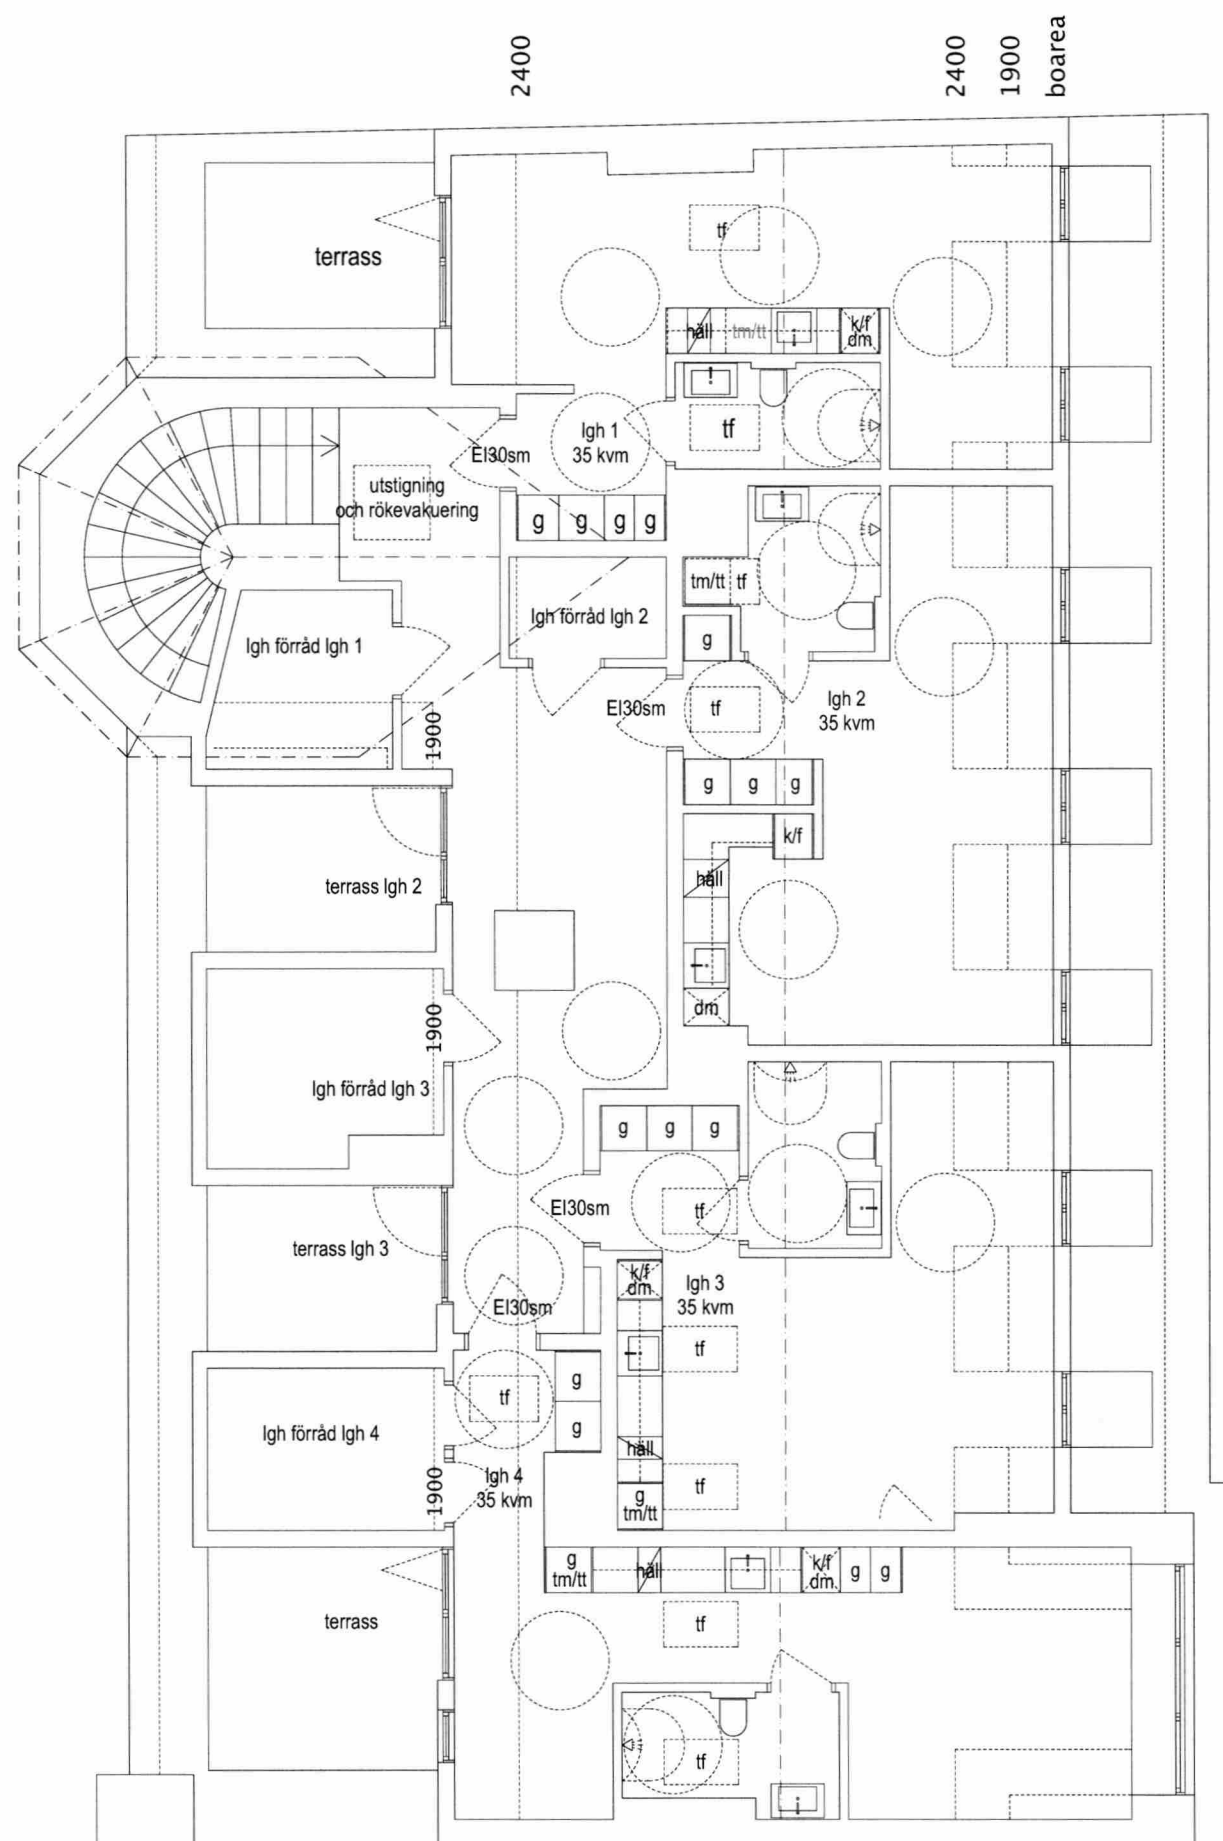 2400
2400
1900
boarea
terrass
tf
häll
tm/tt
k/f
dm
tf
EI30sm
lgh 1
35 kvm
utstigning
och rökevakuering
g
g
g
g
tm/tt
tf
lgh förråd lgh 2
g
lgh förråd lgh 1
EI30sm
tf
lgh 2
35 kvm
1900
g
g
g
k/f
häll
terrass lgh 2
dm
1900
lgh förråd lgh 3
g
g
g
EI30sm
tf
terrass lgh 3
k/f
dm
lgh 3
35 kvm
EI30sm
tf
g
tf
g
lgh förråd lgh 4
häll
lgh 4
35 kvm
1900
tf
g
tm/tt
g
tm/tt
häll
k/f
dm
g
g
terrass
tf
tf